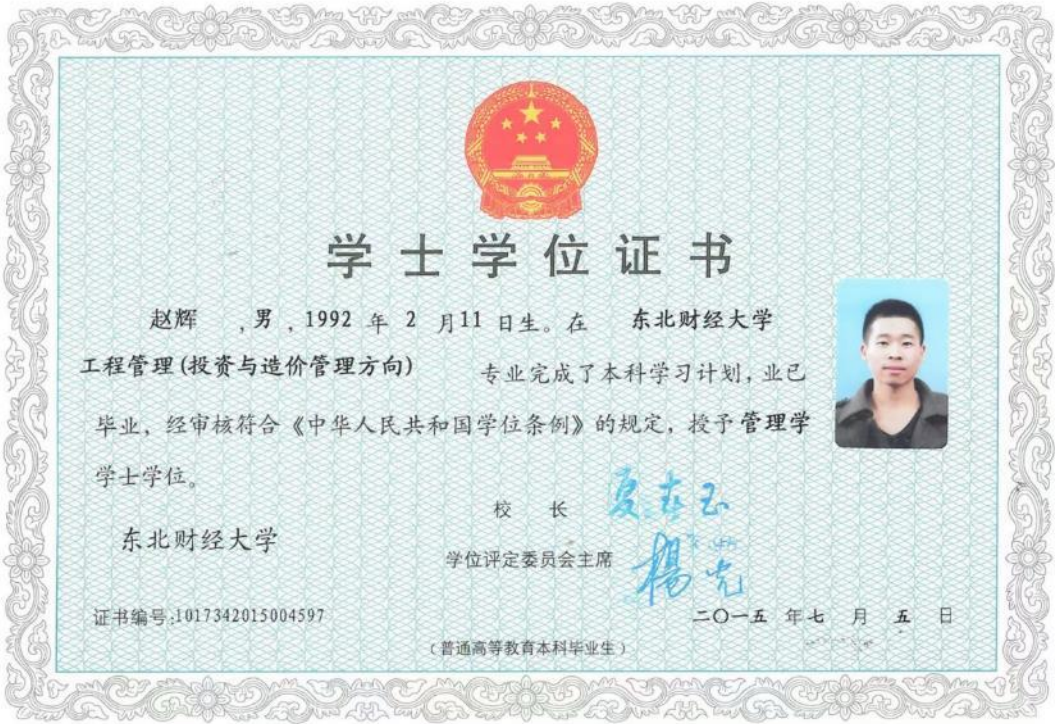 学士学位证书
赵辉 ,男,1992 年 2 月11 日生。在 东北财经大学
工程管理(投资与造价管理方向) 专业完成了本科学习计划,业已
毕业,经审核符合《中华人民共和国学位条例》的规定,授予管理学
学士学位。
校 长 夏春玉
东北财经大学
学位评定委员会主席
证书编号:1017342015004597
二〇一五 年七 月 五 日
(普通高等教育本科毕业生)